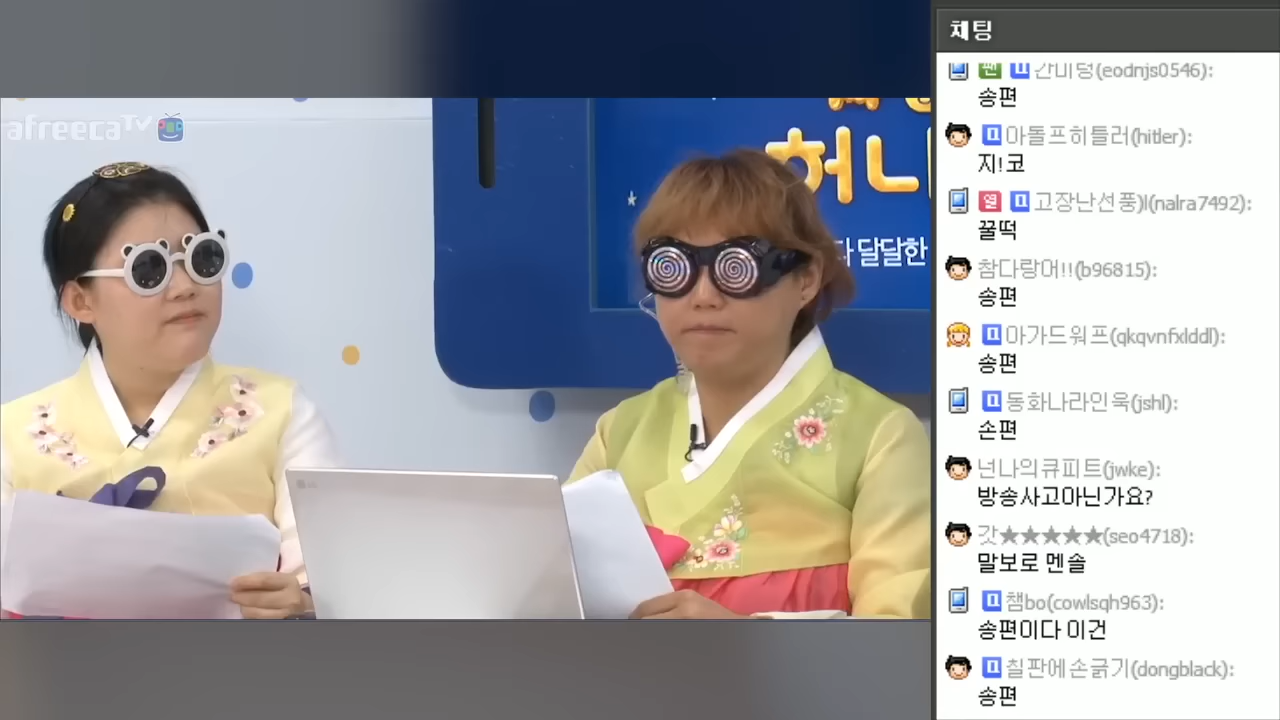 afreecaTV
허니
다 달달한
채팅
팬 간미덩(eodnjs0546):
송편
아돌프히틀러(hitler):
지!코
열 고장난선풍)l(nalra7492):
꿀떡
참다랑어!!(b96815):
송편
아가드워프(qkqvnfxlddl):
송편
동화나라인욱(jshl):
손편
넌나의큐피트(jwke):
방송사고아닌가요?
갓★★★★★(seo4718):
말보로 멘솔
챔bo(cowlsqh963):
송편이다 이건
칠판에손긁기(dongblack):
송편